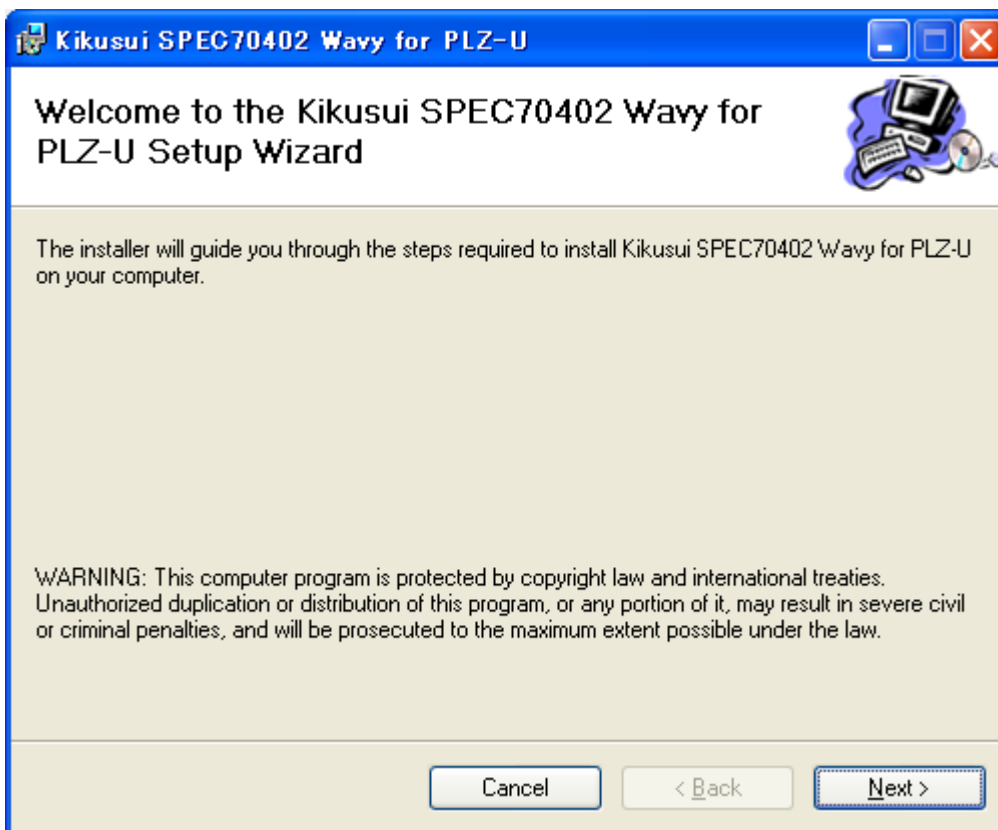 Kikusui SPEC70402 Wavy for PLZ-U
Welcome to the Kikusui SPEC70402 Wavy for
PLZ-U Setup Wizard
The installer will guide you through the steps required to install Kikusui SPEC70402 Wavy for PLZ-U
on your computer.
WARNING: This computer program is protected by copyright law and international treaties.
Unauthorized duplication or distribution of this program, or any portion of it, may result in severe civil
or criminal penalties, and will be prosecuted to the maximum extent possible under the law.
Cancel < Back Next >